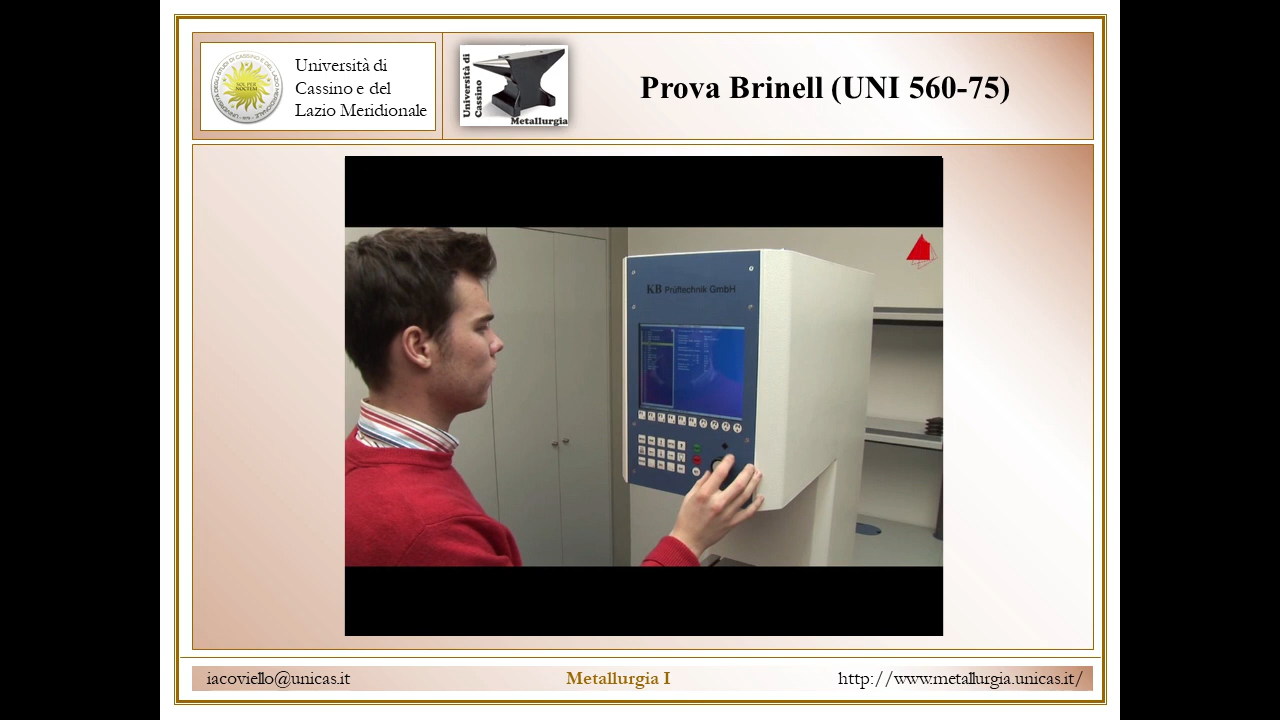 Università di
Cassino e del
Lazio Meridionale
Università di
Cassino
Metallurgia
Prova Brinell (UNI 560-75)
KB Prüftechnik GmbH
iacoviello@unicas.it
Metallurgia I
http://www.metallurgia.unicas.it/